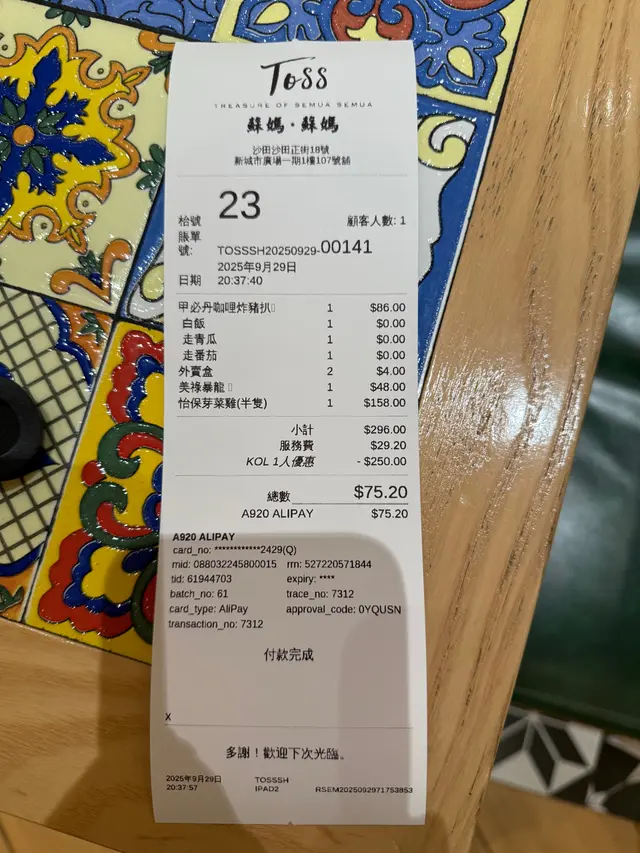 Toss
TREASURE OF SEMUA SEMUA
蘇媽·蘇媽
沙田沙田正街18號
新城市廣場一期1樓107號舖
枱號 23 顧客人數: 1
賬單
號: TOSSSH20250929-00141
2025年9月29日
日期 20:37:40
甲必丹咖哩炸豬扒 1 $86.00
白飯 1 $0.00
走青瓜 1 $0.00
走番茄 1 $0.00
外賣盒 2 $4.00
美祿暴龍 1 $48.00
怡保芽菜雞(半隻) 1 $158.00
小計 $296.00
服務費 $29.20
KOL 1人優惠 - $250.00
總數 $75.20
A920 ALIPAY $75.20
A920 ALIPAY
card_no: ************2429(Q)
mid: 088032245800015 rrn: 527220571844
tid: 61944703 expiry: ****
batch_no: 61 trace_no: 7312
card_type: AliPay approval_code: 0YQUSN
transaction_no: 7312
付款完成
X
多謝！歡迎下次光臨。
2025年9月29日 TOSSSH
20:37:57 IPAD2 RSEM2025092971753853